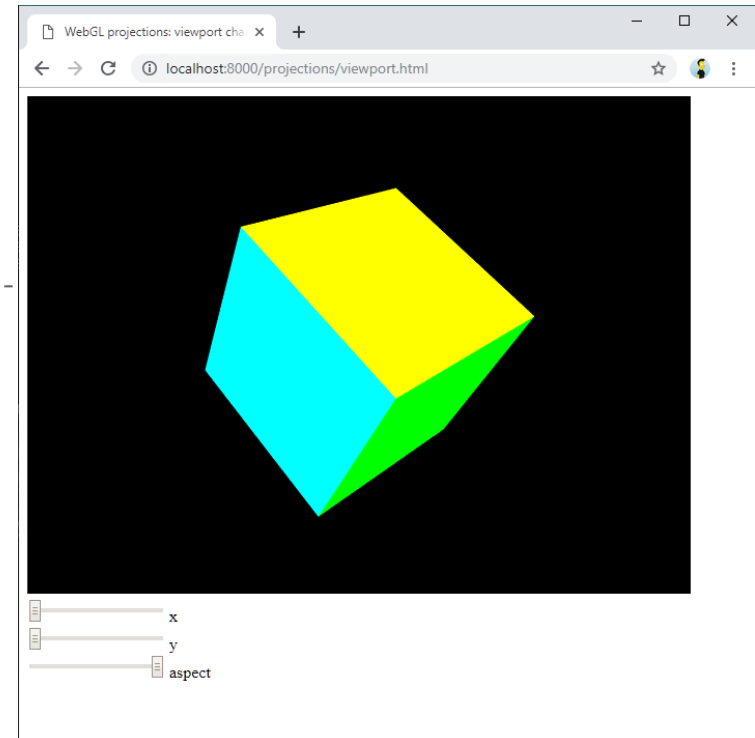 WebGL projections: viewport cha
localhost:8000/projections/viewport.html
x
y
aspect